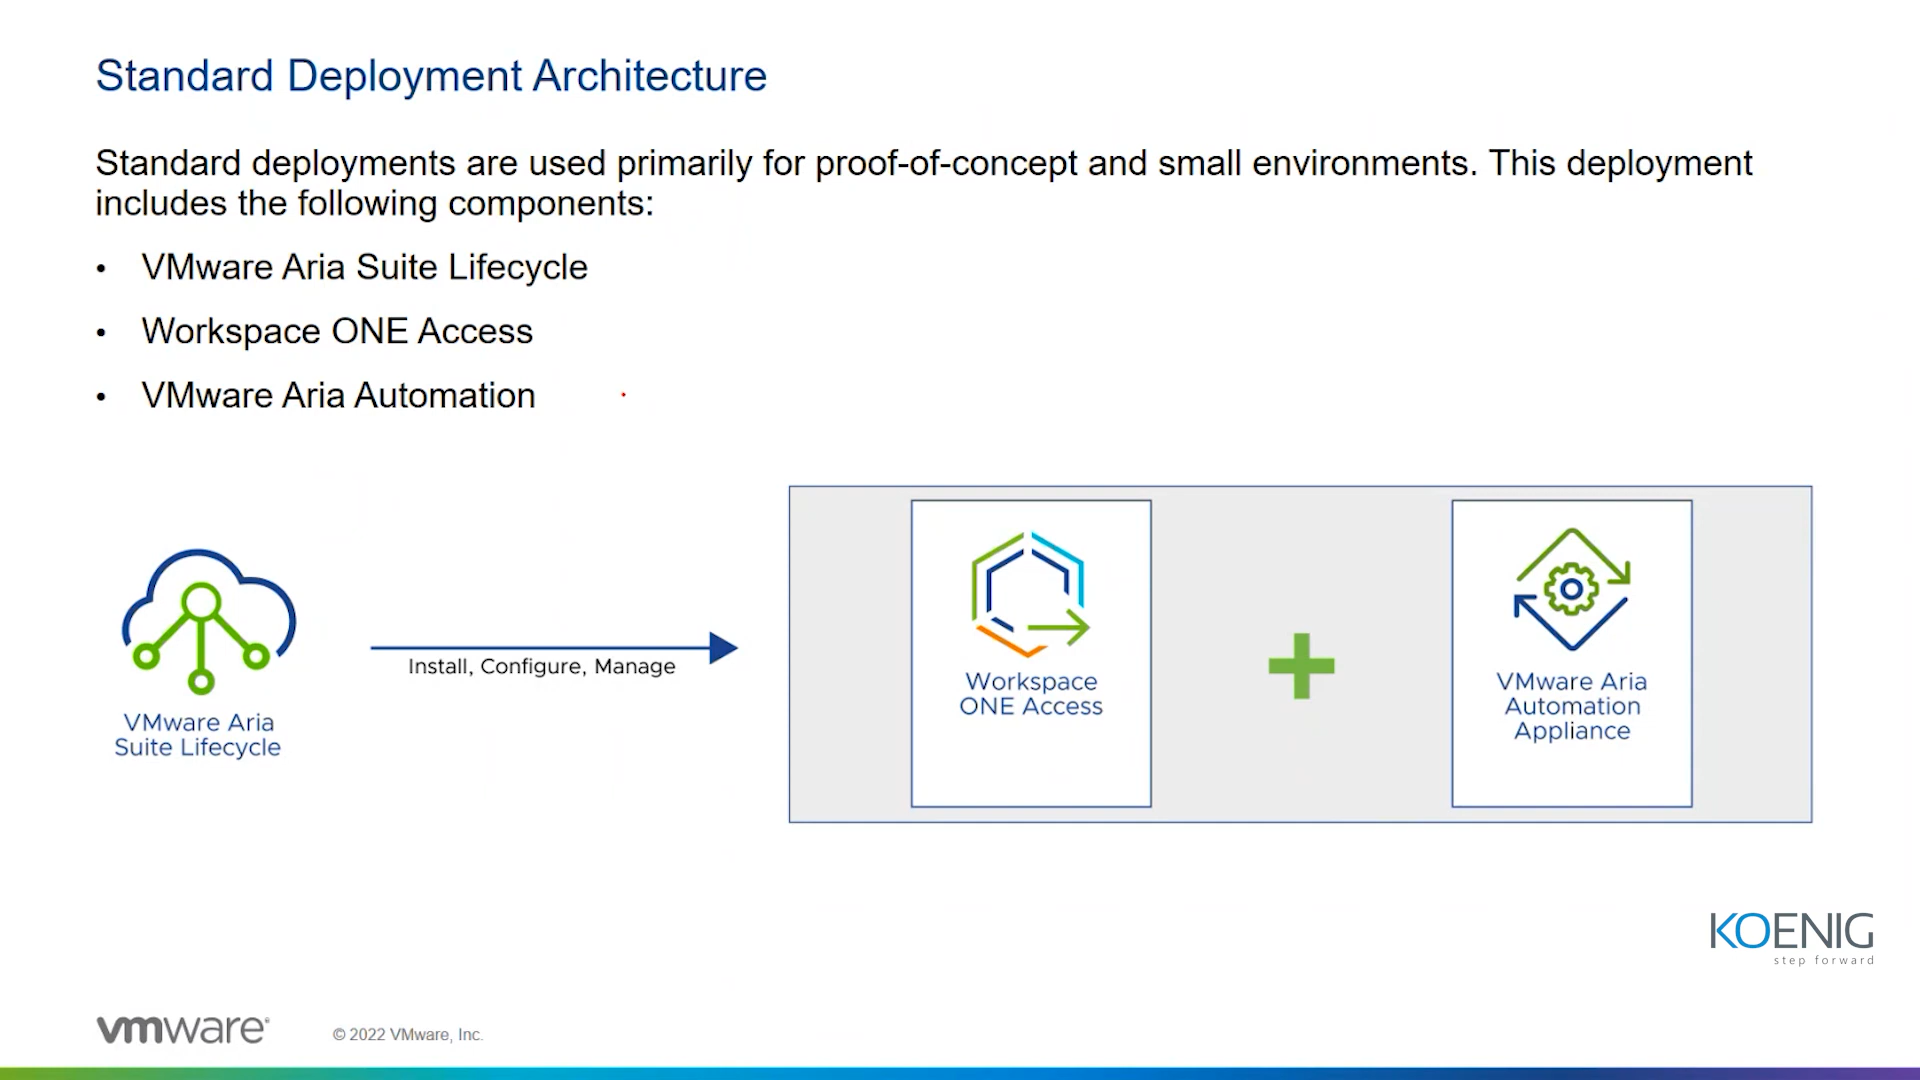 Standard Deployment Architecture
Standard deployments are used primarily for proof-of-concept and small environments. This deployment
includes the following components:
• VMware Aria Suite Lifecycle
• Workspace ONE Access
• VMware Aria Automation
VMware Aria
Suite Lifecycle
Install, Configure, Manage
Workspace
ONE Access
VMware Aria
Automation
Appliance
KOENIG
step forward
vmware®
© 2022 VMware, Inc.